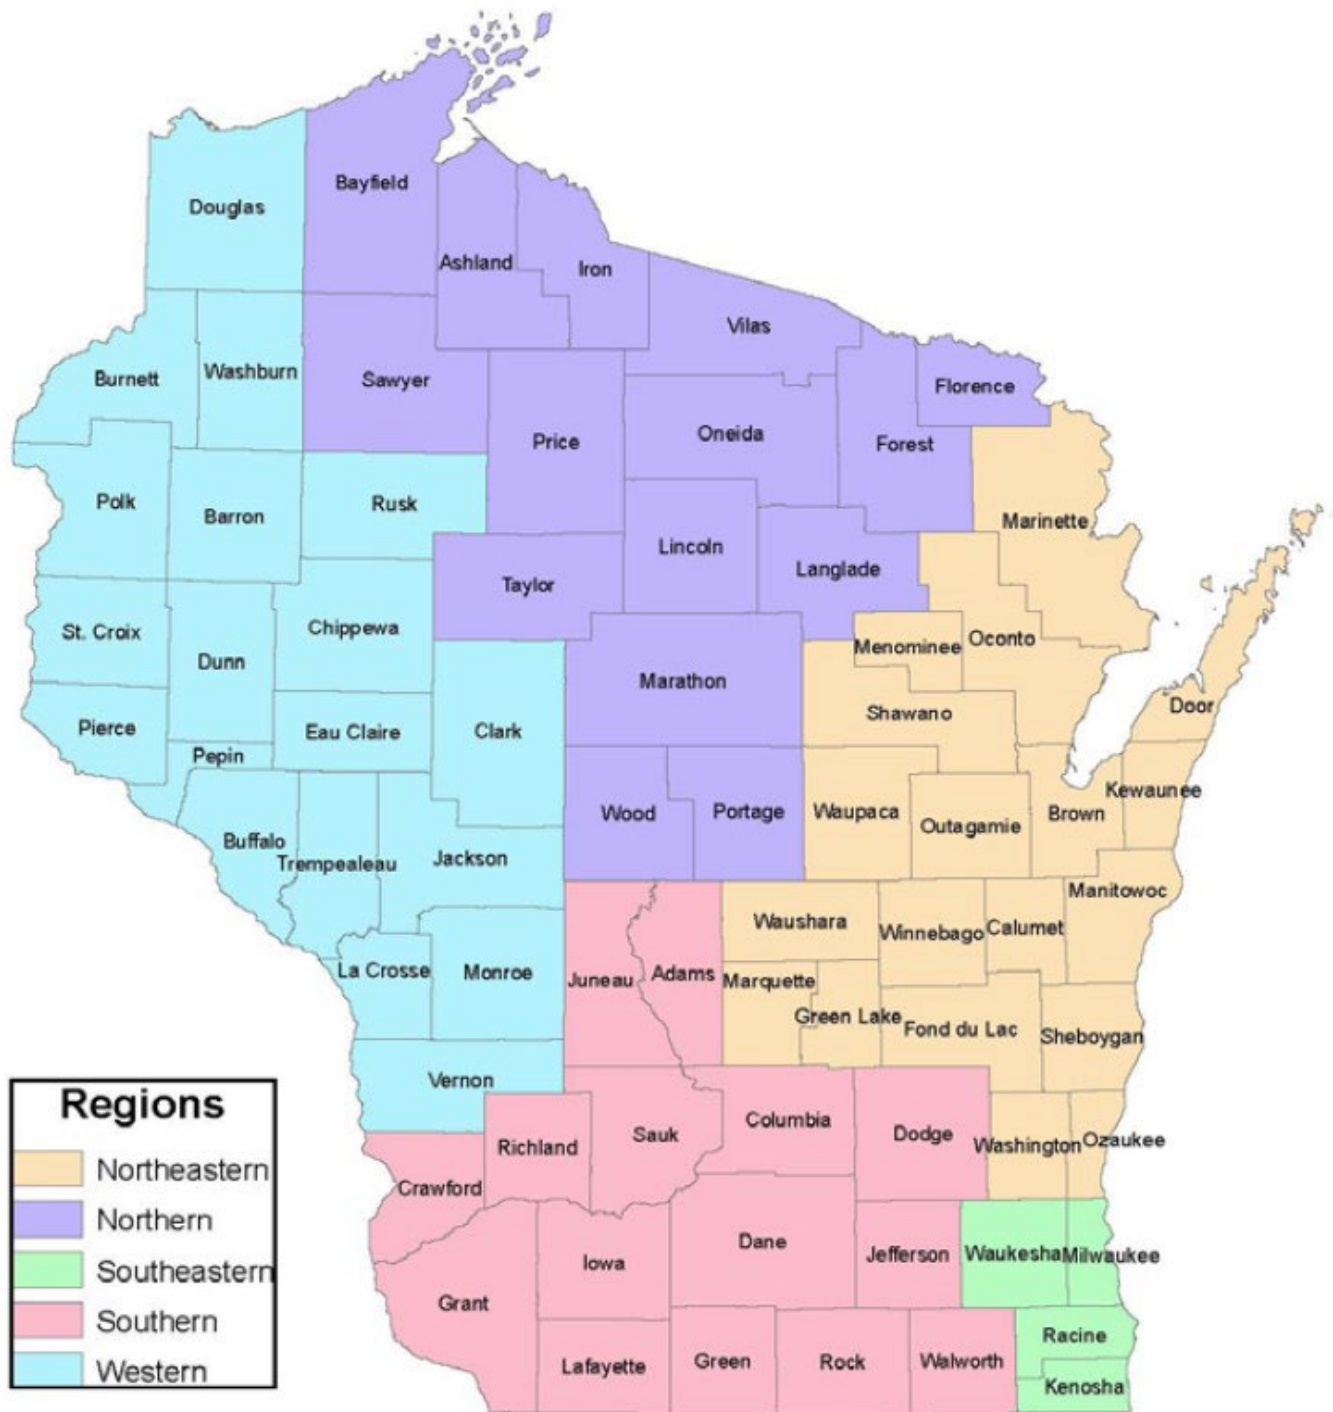 Bayfield
Douglas
Ashland
Iron
Vilas
Burnett
Washburn
Sawyer
Florence
Price
Oneida
Forest
Polk
Barron
Rusk
Marinette
Lincoln
Langlade
Taylor
St. Croix
Dunn
Chippewa
Menominee
Oconto
Marathon
Shawano
Door
Pierce
Eau Claire
Clark
Pepin
Wood
Portage
Waupaca
Outagamie
Brown
Kewaunee
Buffalo
Trempealeau
Jackson
Manitowoc
Waushara
Winnebago
Calumet
La Crosse
Monroe
Juneau
Adams
Marquette
Green Lake
Fond du Lac
Sheboygan
Vernon
Richland
Sauk
Columbia
Dodge
Washington
Ozaukee
Crawford
Grant
Iowa
Dane
Jefferson
Waukesha
Milwaukee
Lafayette
Green
Rock
Walworth
Racine
Kenosha
Regions
Northeastern
Northern
Southeastern
Southern
Western